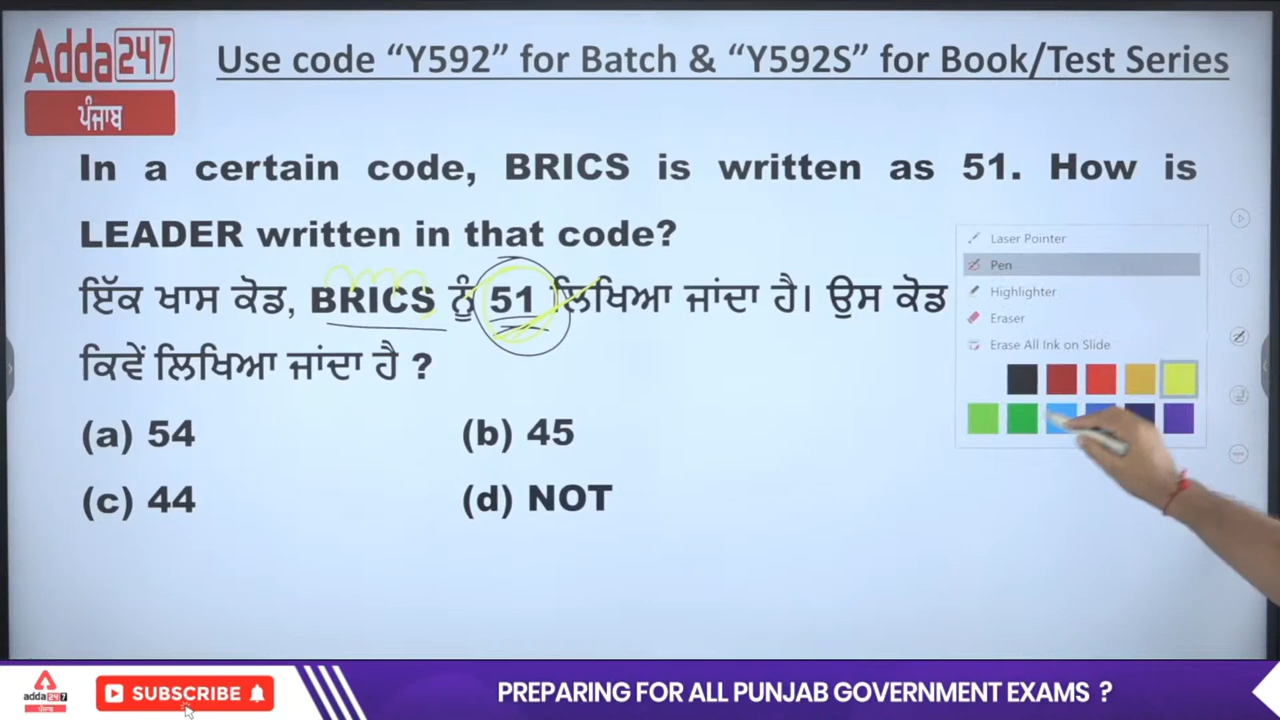 Adda247
ਪੰਜਾਬ
Use code “Y592” for Batch & “Y592S” for Book/Test Series
In a certain code, BRICS is written as 51. How is
LEADER written in that code?
ਇੱਕ ਖਾਸ ਕੋਡ, BRICS ਨੂੰ 51 ਲਿਖਿਆ ਜਾਂਦਾ ਹੈ। ਉਸ ਕੋਡ
ਕਿਵੇਂ ਲਿਖਿਆ ਜਾਂਦਾ ਹੈ ?
(a) 54
(b) 45
(c) 44
(d) NOT
Laser Pointer
Pen
Highlighter
Eraser
Erase All Ink on Slide
adda247
ਪੰਜਾਬ
SUBSCRIBE
PREPARING FOR ALL PUNJAB GOVERNMENT EXAMS ?